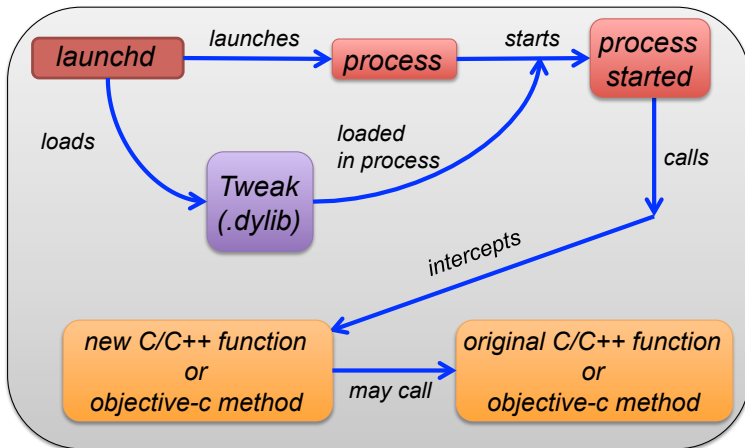 launchd
launches
process
starts
process
started
loads
loaded
in process
calls
Tweak
(.dylib)
intercepts
new C/C++ function
or
objective-c method
may call
original C/C++ function
or
objective-c method